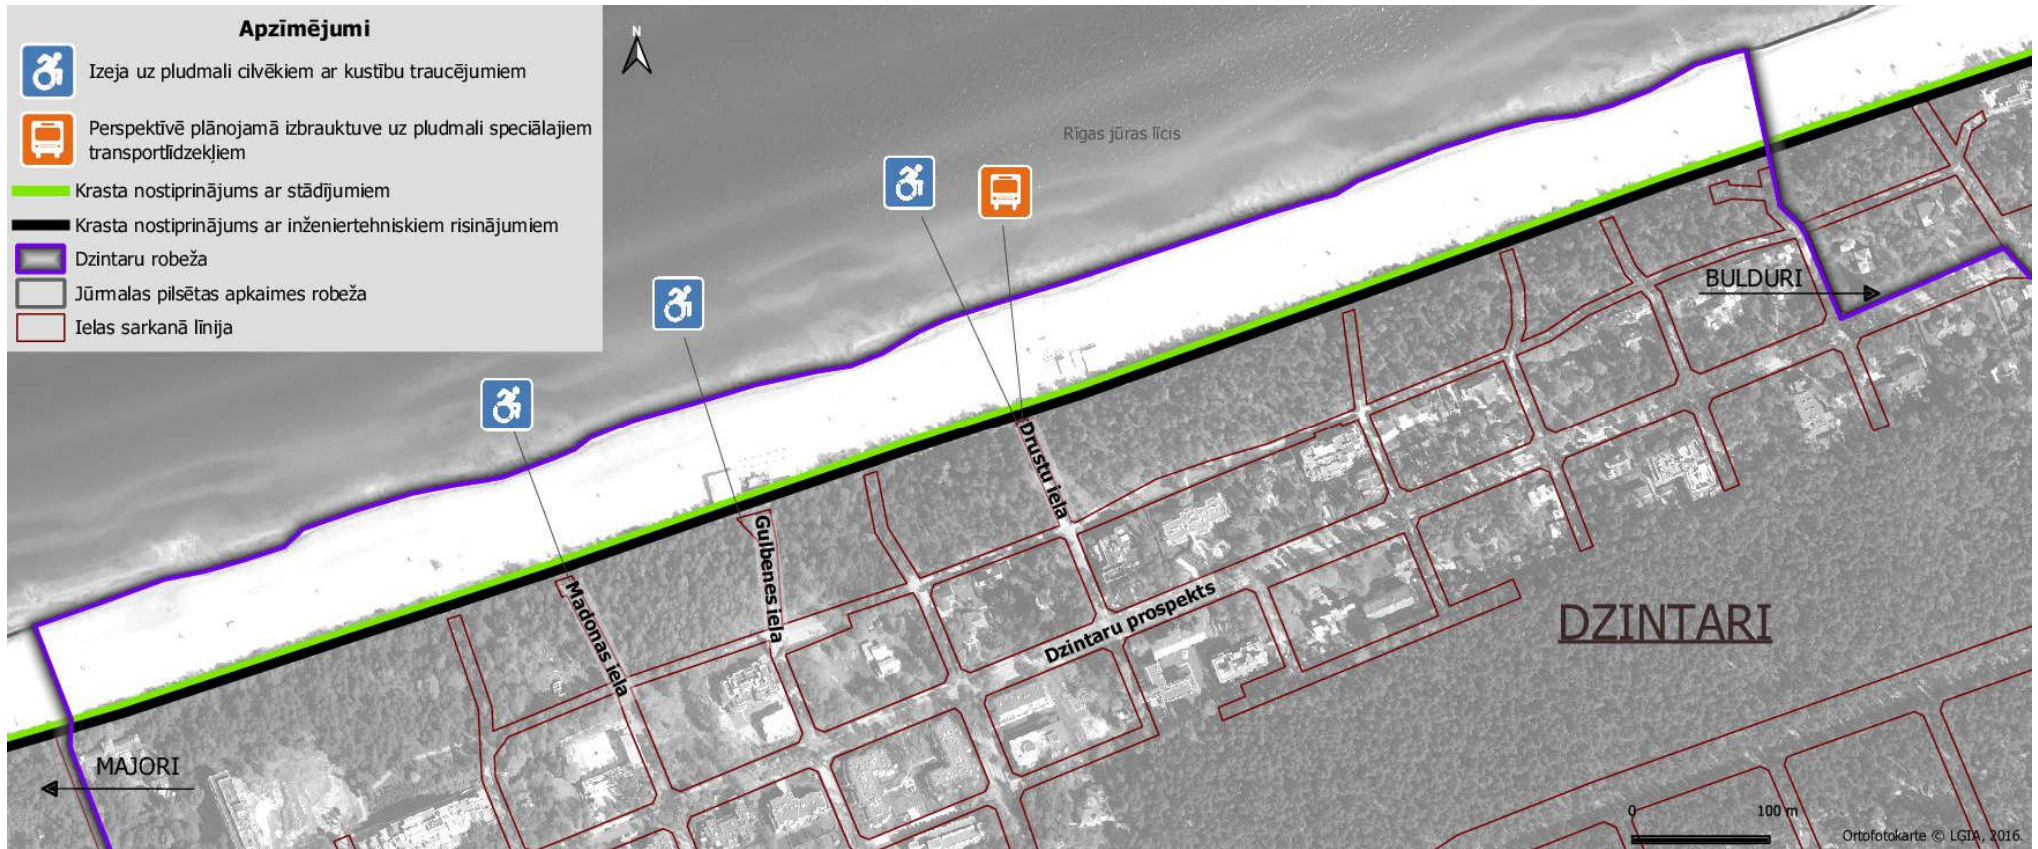 Apzīmējumi
Izeja uz pludmali cilvēkiem ar kustību traucējumiem
Perspektīvē plānojamā izbrauktuve uz pludmali speciālajiem
transportlīdzekļiem
Krasta nostiprinājums ar stādījumiem
Krasta nostiprinājums ar inženiertehniskiem risinājumiem
Dzintaru robeža
Jūrmalas pilsētas apkaimes robeža
Ielas sarkanā līnija
N
Rīgas jūras līcis
BULDURI
Drustu iela
Gulbenes iela
Madonas iela
Dzintaru prospekts
DZINTARI
MAJORI
0 100 m
Ortofotokarte © LĢIA, 2016.